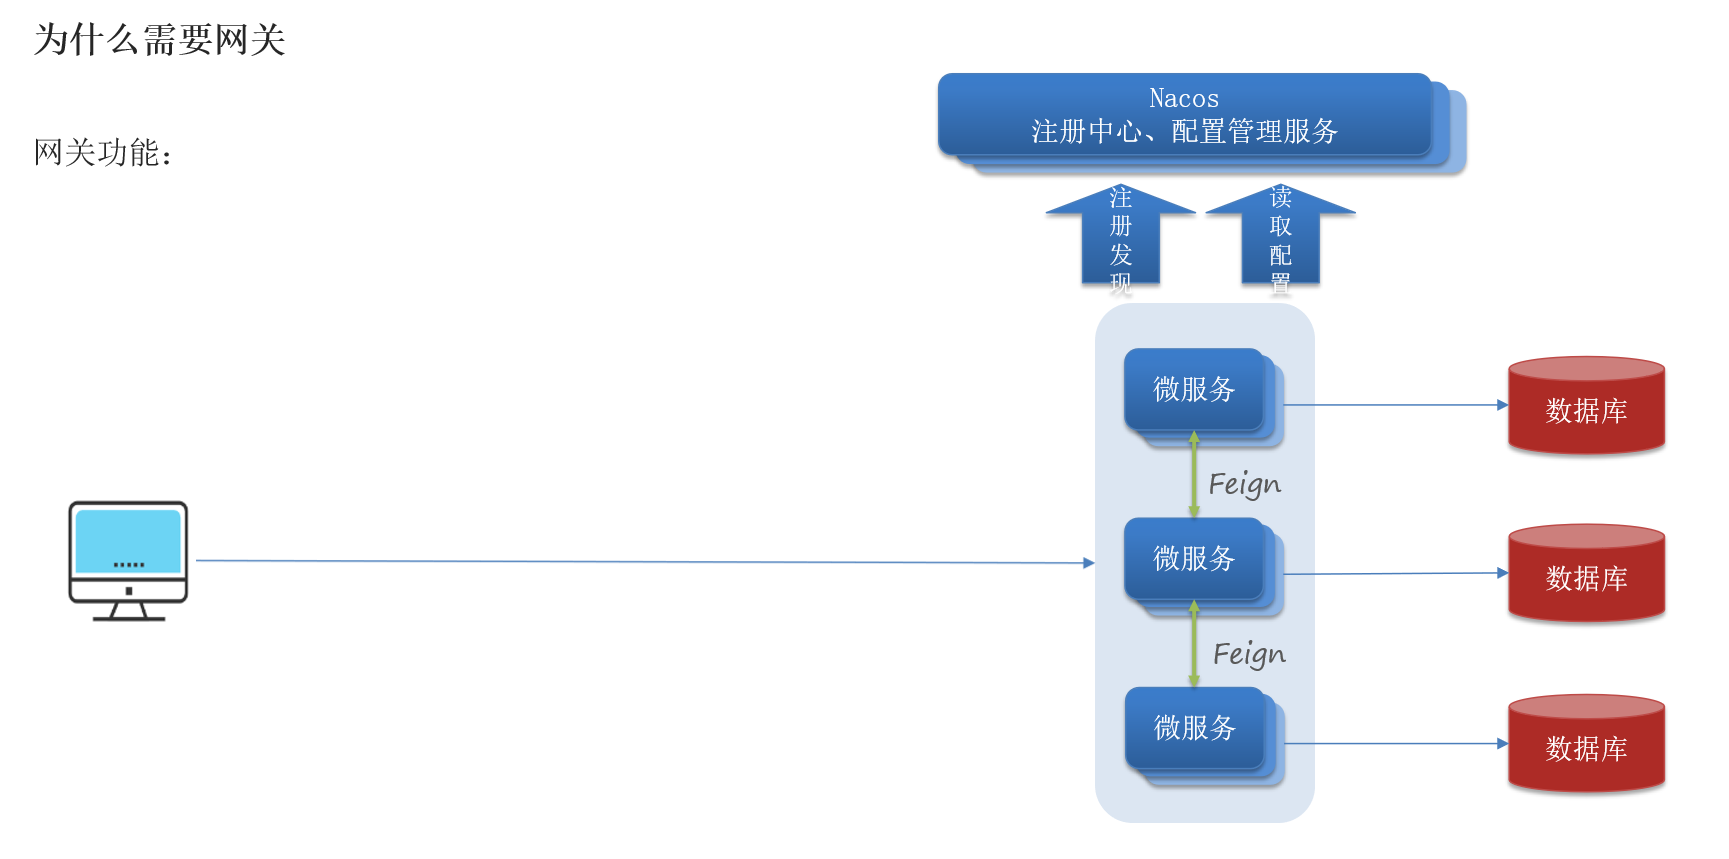 为什么需要网关
网关功能：
Nacos
注册中心、配置管理服务
注册发现
读取配置
微服务
数据库
Feign
微服务
数据库
Feign
微服务
数据库